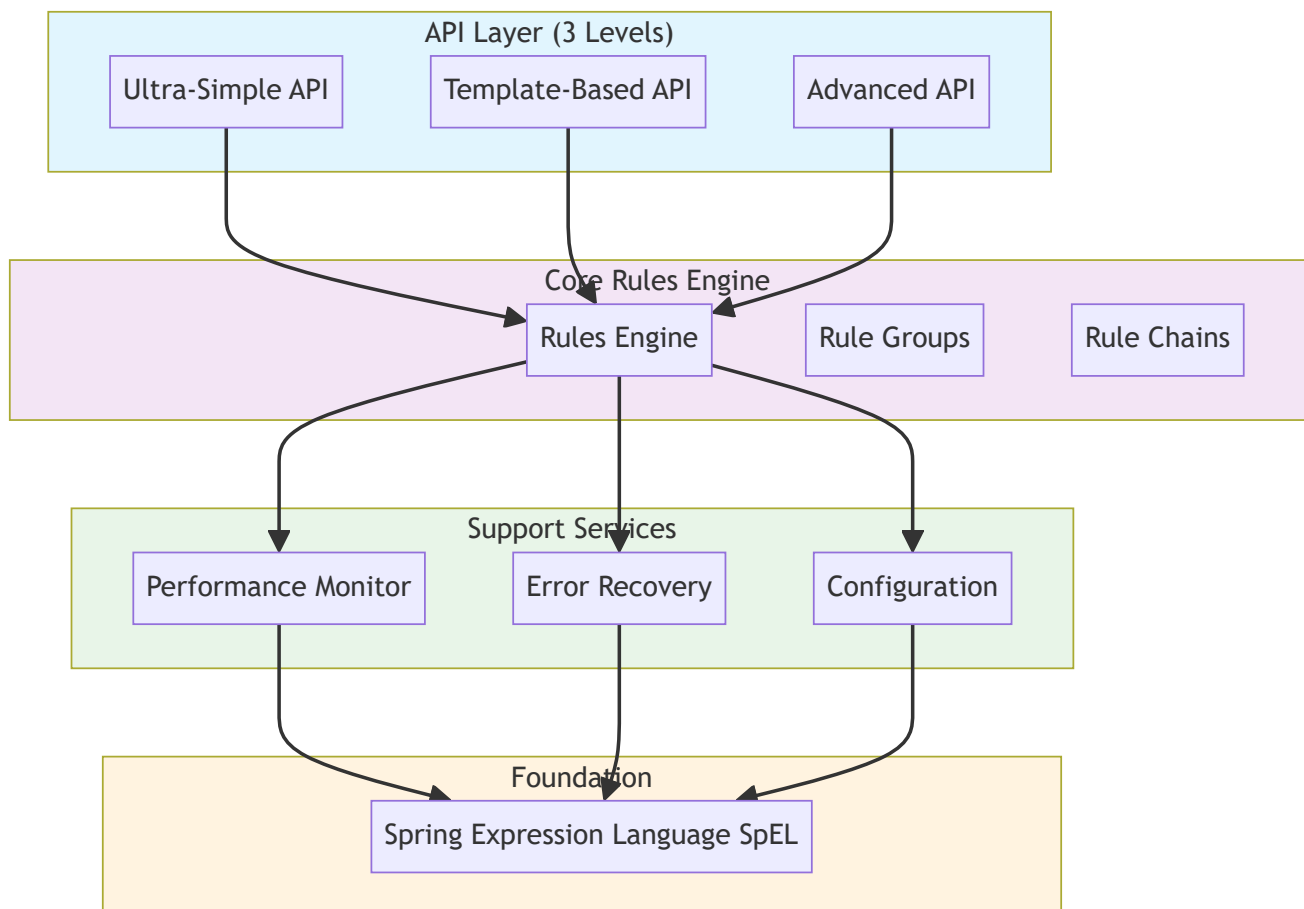 API Layer (3 Levels)
Ultra-Simple API
Template-Based API
Advanced API
Core Rules Engine
Rules Engine
Rule Groups
Rule Chains
Support Services
Performance Monitor
Error Recovery
Configuration
Foundation
Spring Expression Language SpEL